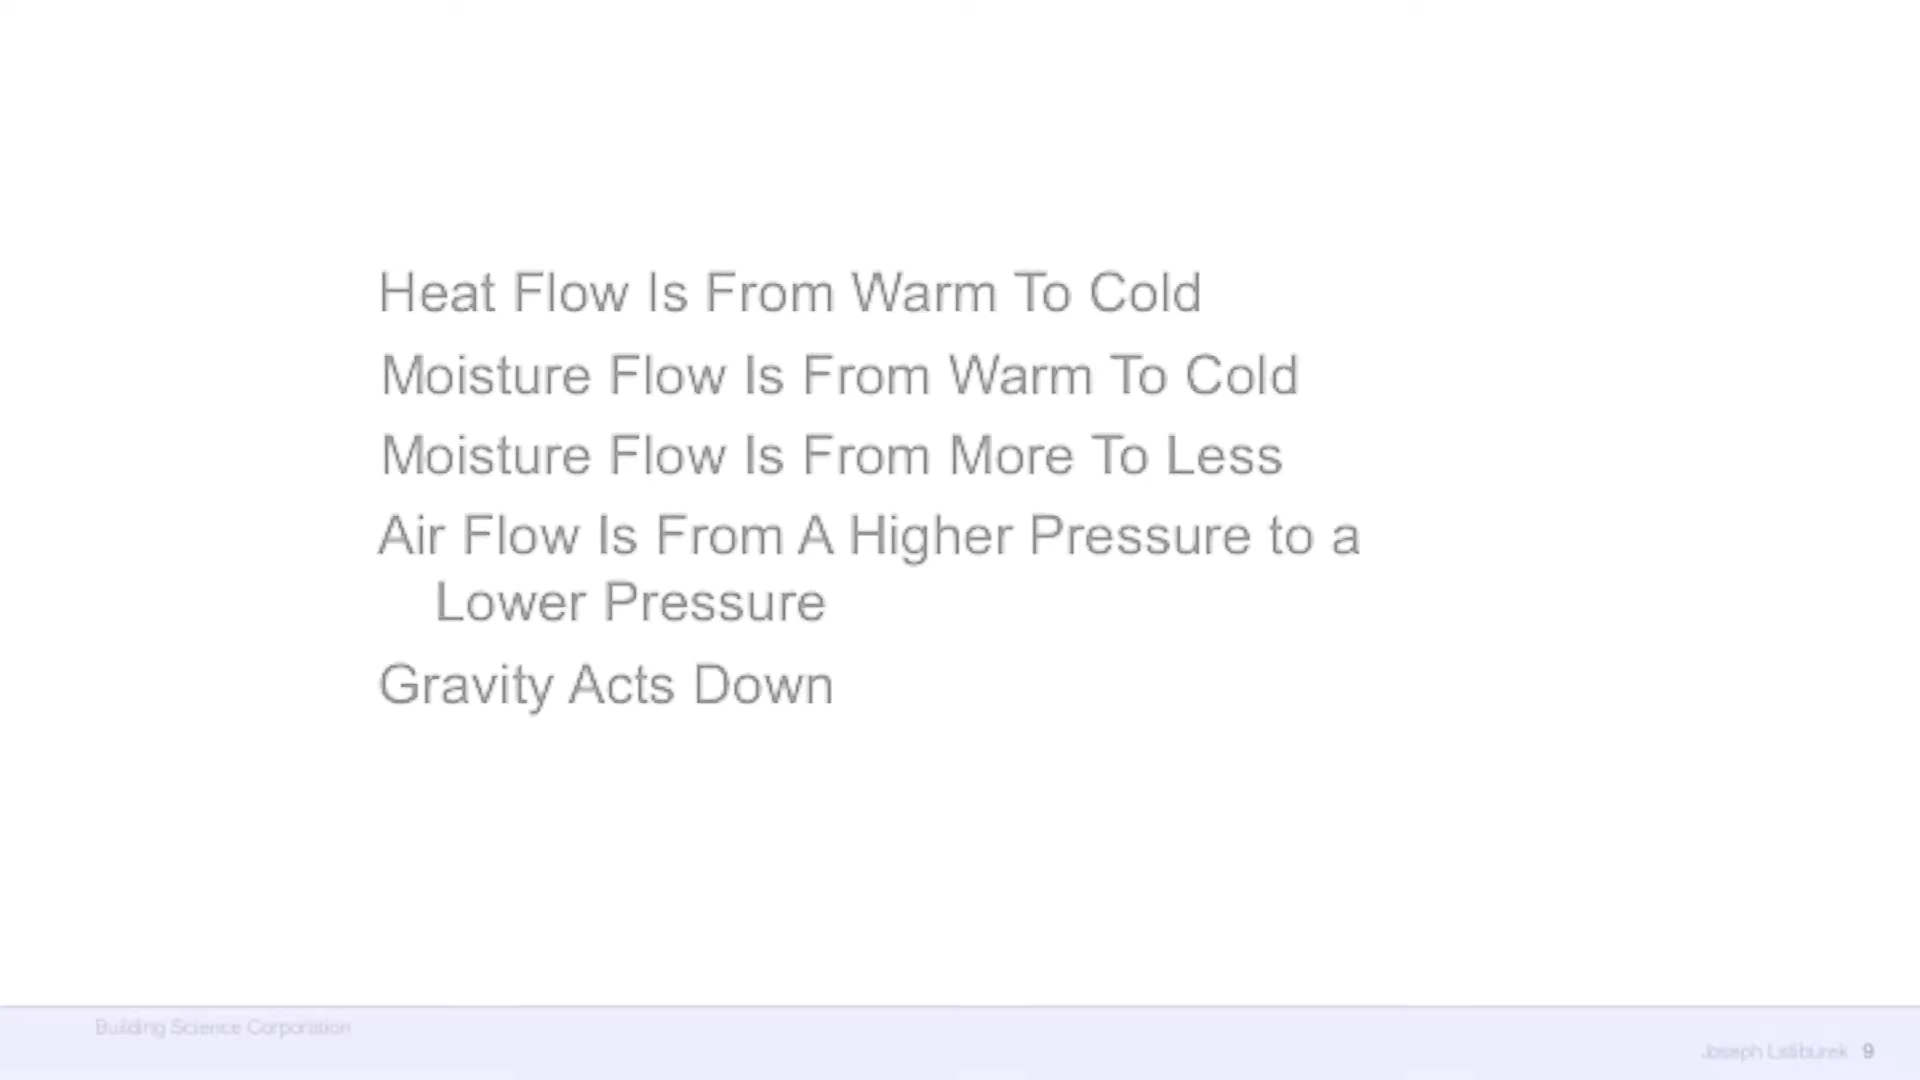 Heat Flow Is From Warm To Cold
Moisture Flow Is From Warm To Cold
Moisture Flow Is From More To Less
Air Flow Is From A Higher Pressure to a
Lower Pressure
Gravity Acts Down
Building Science Corporation
Joseph Lstiburek 9